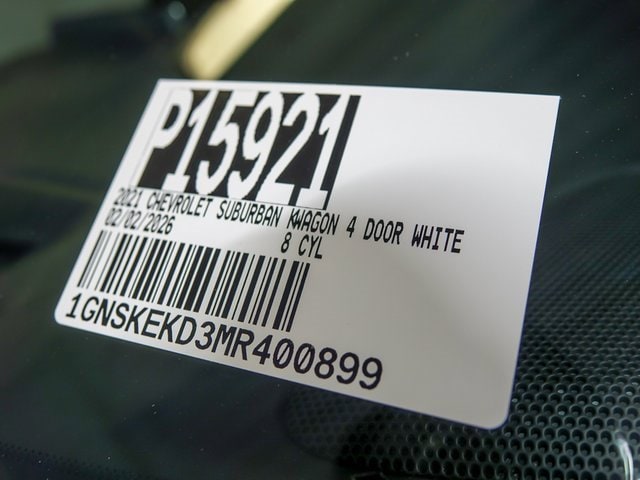 P15921
2021 CHEVROLET SUBURBAN KWAGON 4 DOOR WHITE
02/02/2026 8 CYL
1GNSKEKD3MR400899